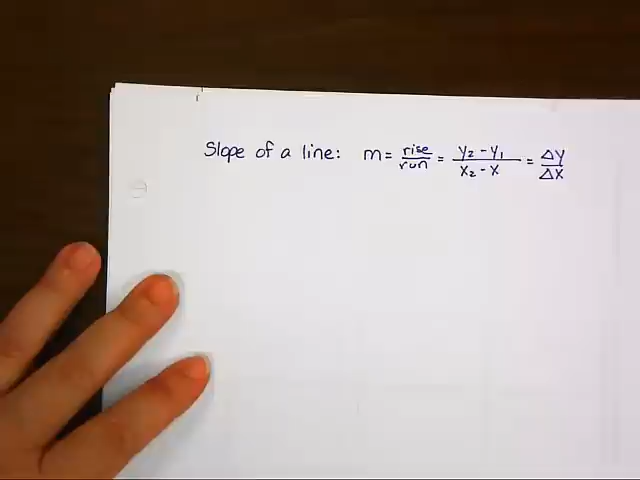 Slope of a line: m = rise/run = y₂ - y₁/x₂ - x = Δy/Δx